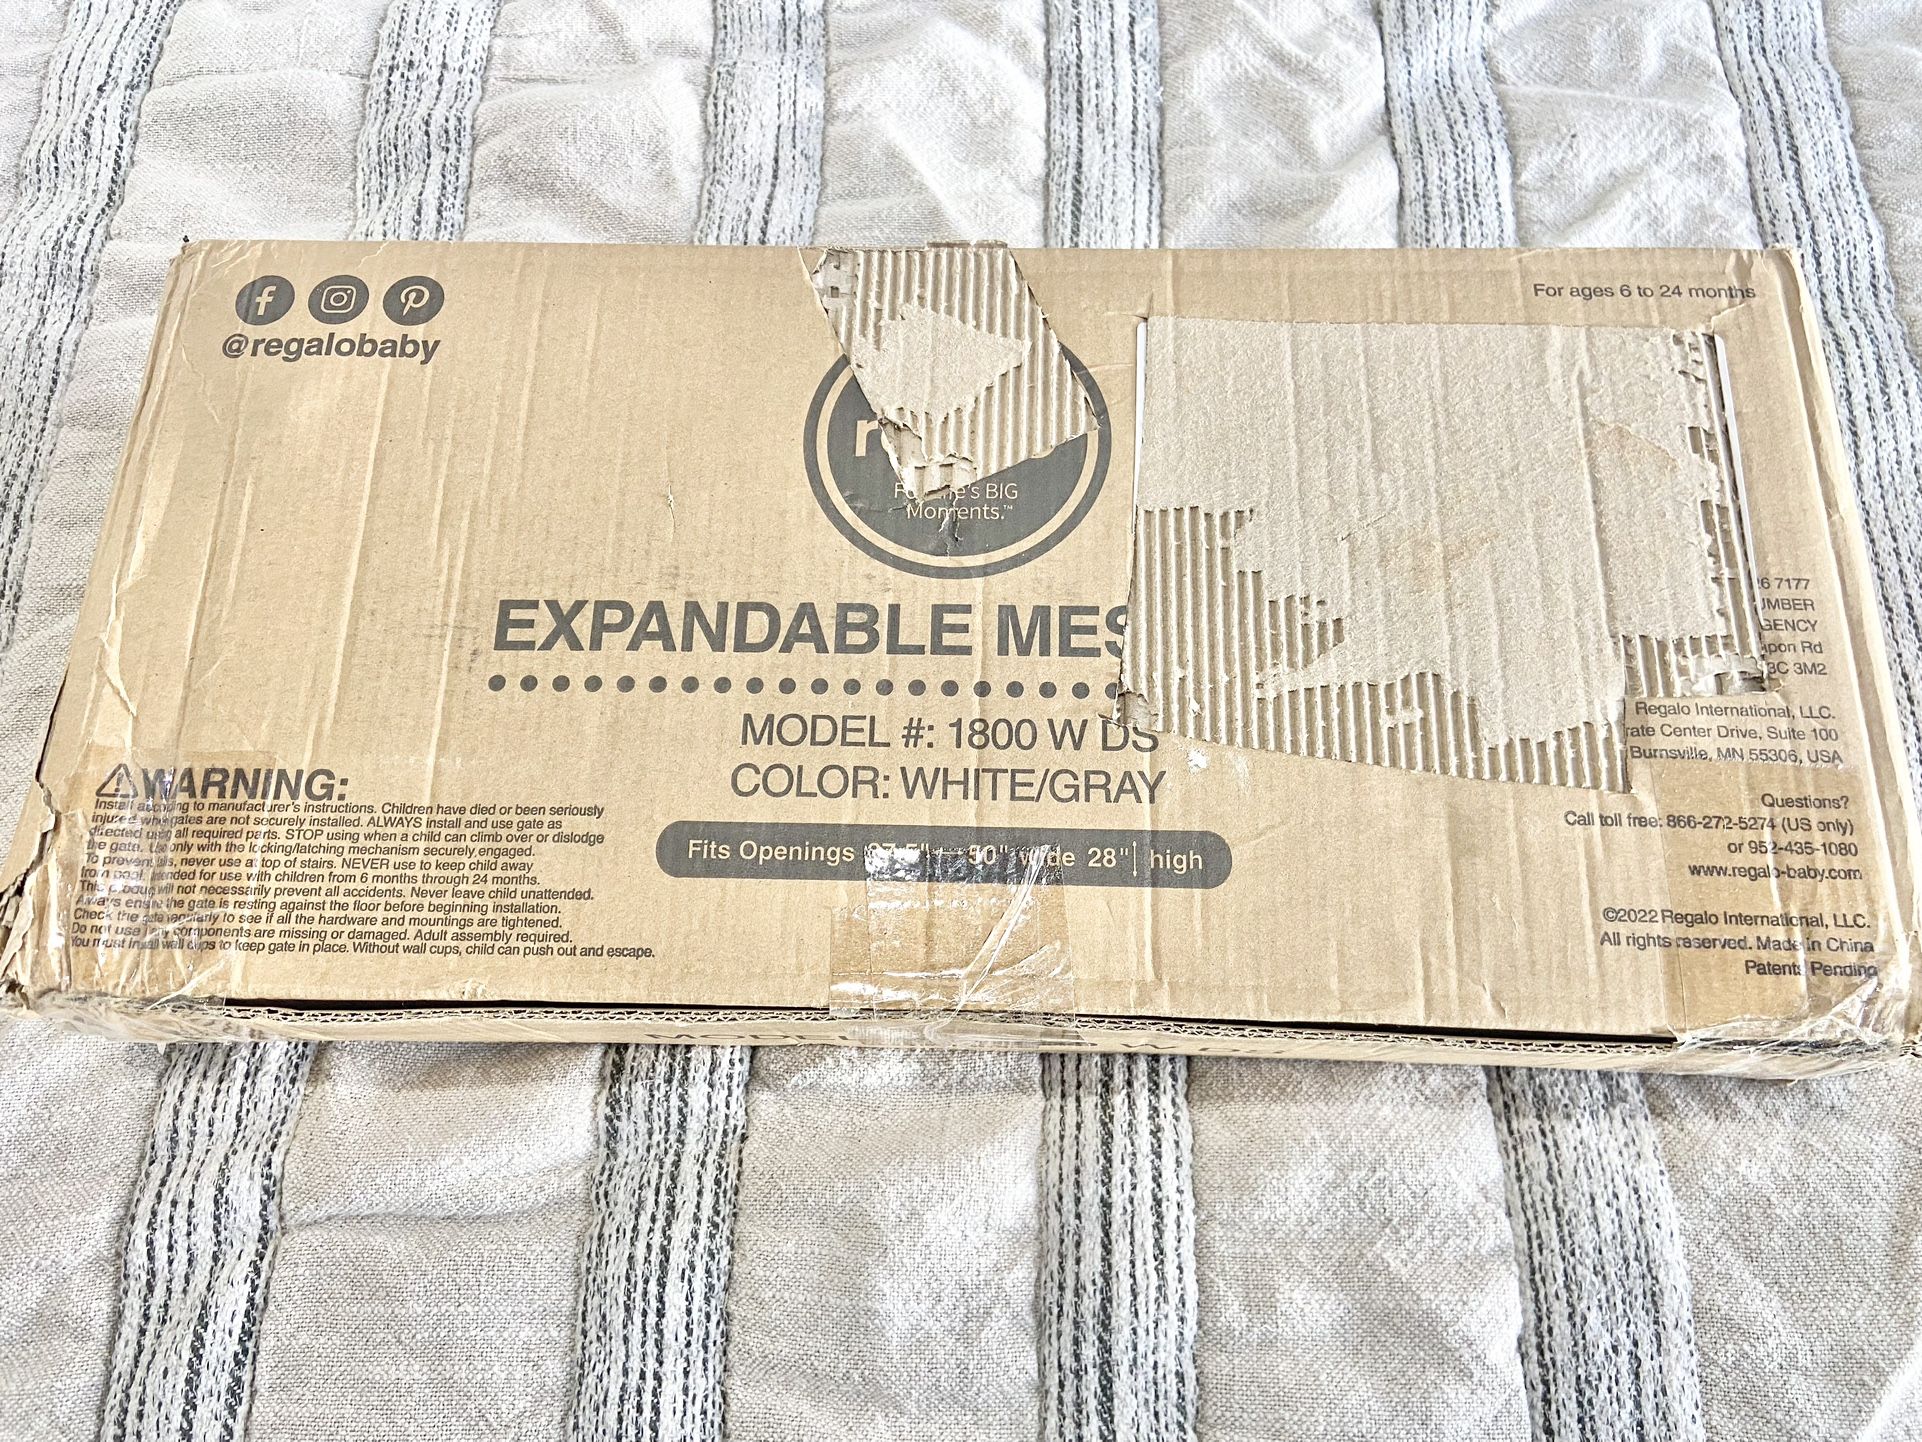 f
@regalobaby
For ages 6 to 24 months
BIG
Moments.™
EXPANDABLE
MODEL #: 1800 W DS
COLOR: WHITE/GRAY
Fits Openings 50" wide 28" high
WARNING:
Install according to manufacturer's instructions. Children have died or been seriously
injured when gates are not securely installed. ALWAYS install and use gate as
directed using all required parts. STOP using when a child can climb over or dislodge
the gate. Use only with the locking/latching mechanism securely engaged.
To prevent falls, never use at top of stairs. NEVER use to keep child away
from pool. Intended for use with children from 6 months through 24 months.
This product will not necessarily prevent all accidents. Never leave child unattended.
Always ensure the gate is resting against the floor before beginning installation.
Check the gate regularly to see if all the hardware and mountings are tightened.
Do not use if any components are missing or damaged. Adult assembly required.
You must install wall cups to keep gate in place. Without wall cups, child can push out and escape.
7177
Rd
3M2
Regalo International, LLC.
Center Drive, Suite 100
Burnsville, MN 55306, USA
Questions?
Call toll free: 866-272-5274 (US only)
or 952-435-1080
www.regalo-baby.com
©2022 Regalo International, LLC.
All rights reserved. Made in China
Patents Pending